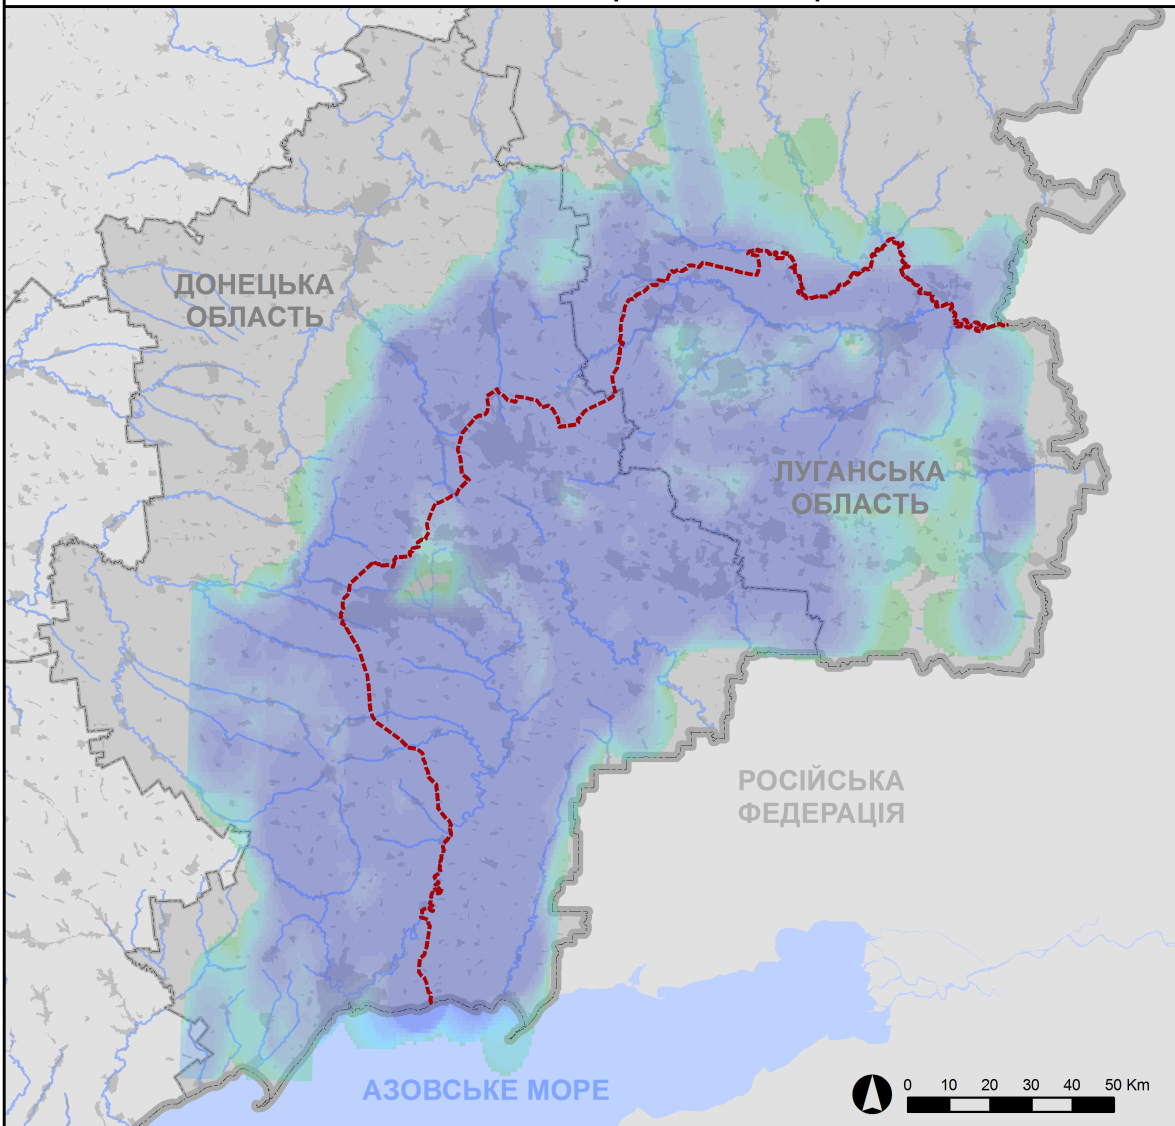 ДОНЕЦЬКА
ОБЛАСТЬ
ЛУГАНСЬКА
ОБЛАСТЬ
РОСІЙСЬКА
ФЕДЕРАЦІЯ
АЗОВСЬКЕ МОРЕ
0 10 20 30 40 50 Km